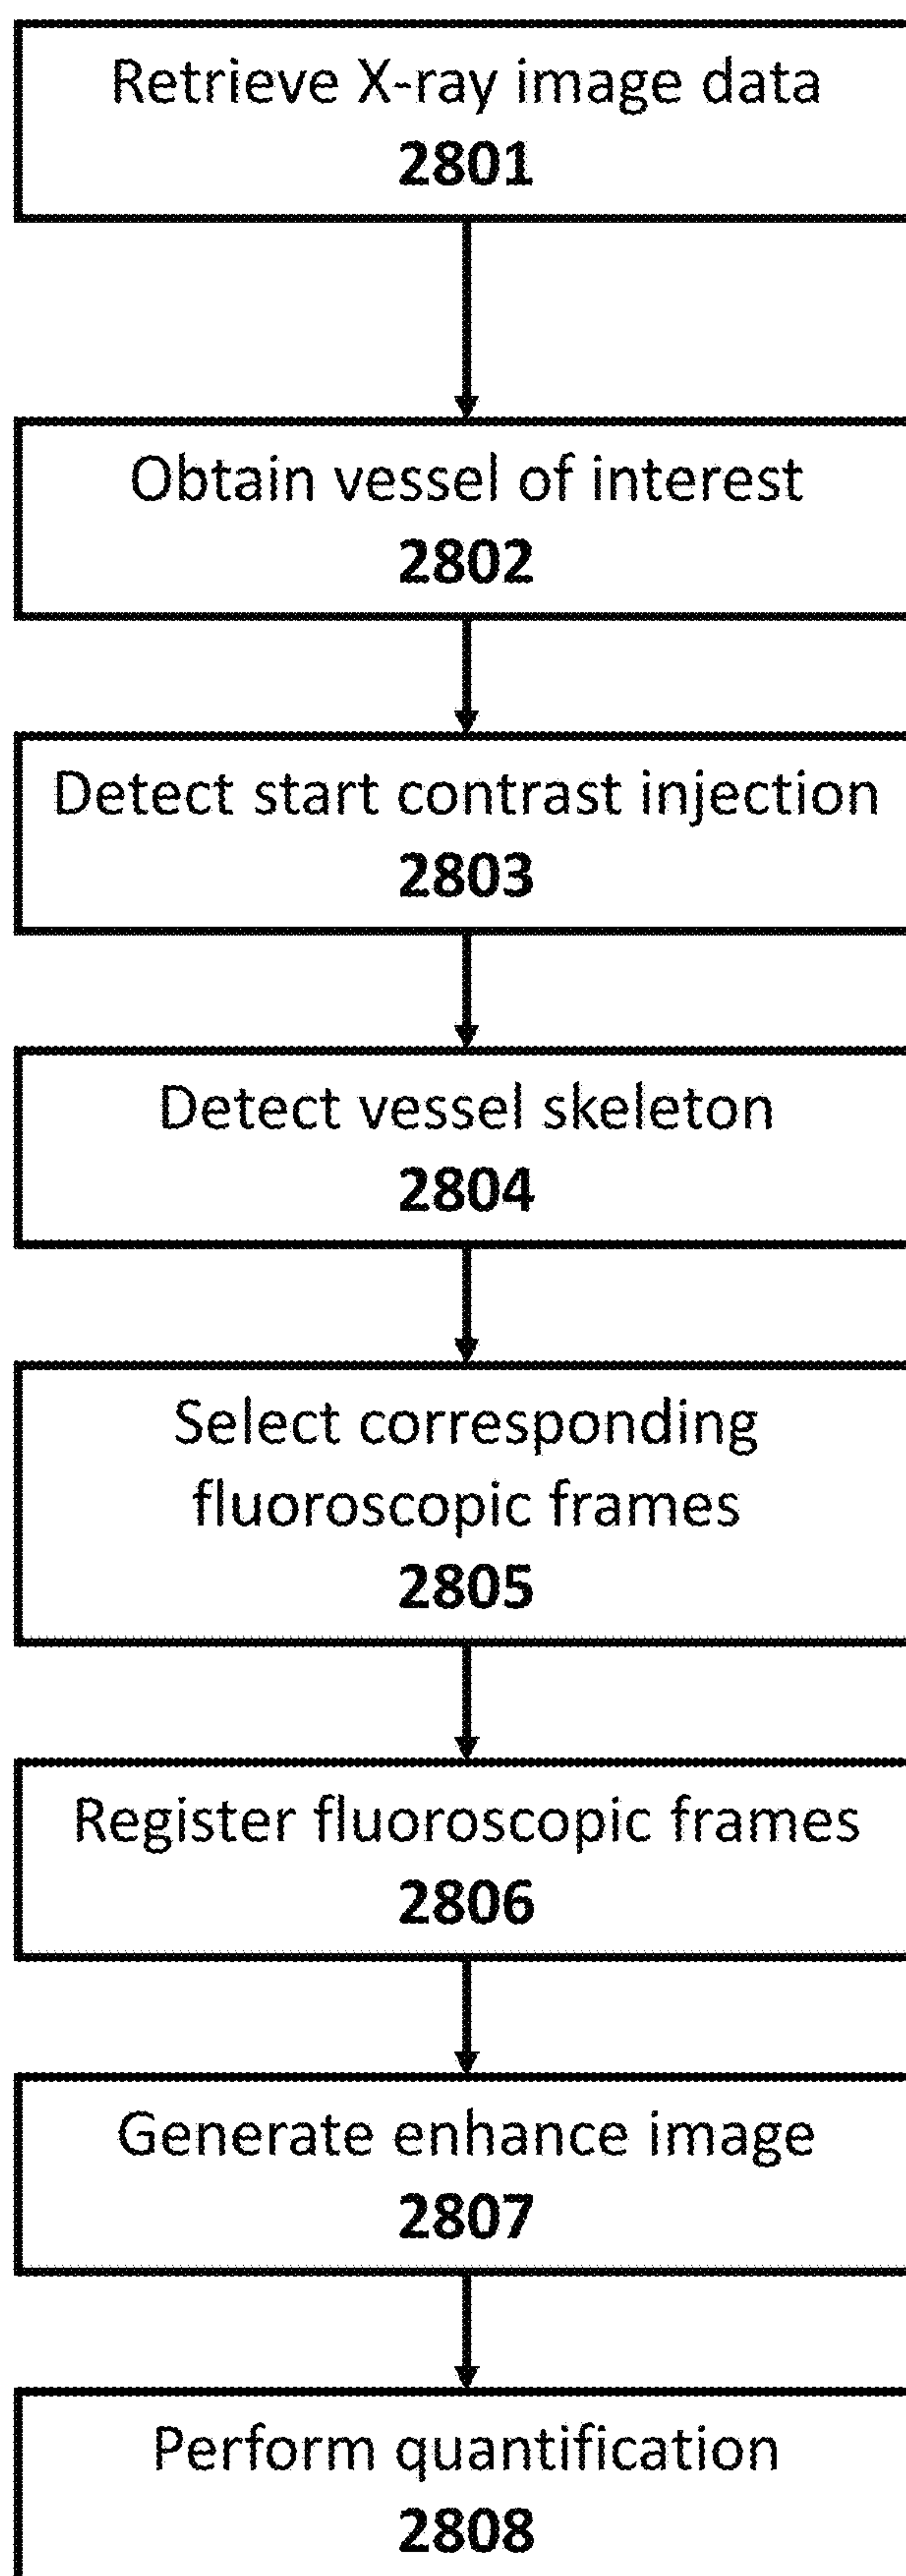 Retrieve X-ray image data
2801
Obtain vessel of interest
2802
Detect start contrast injection
2803
Detect vessel skeleton
2804
Select corresponding
fluoroscopic frames
2805
Register fluoroscopic frames
2806
Generate enhance image
2807
Perform quantification
2808